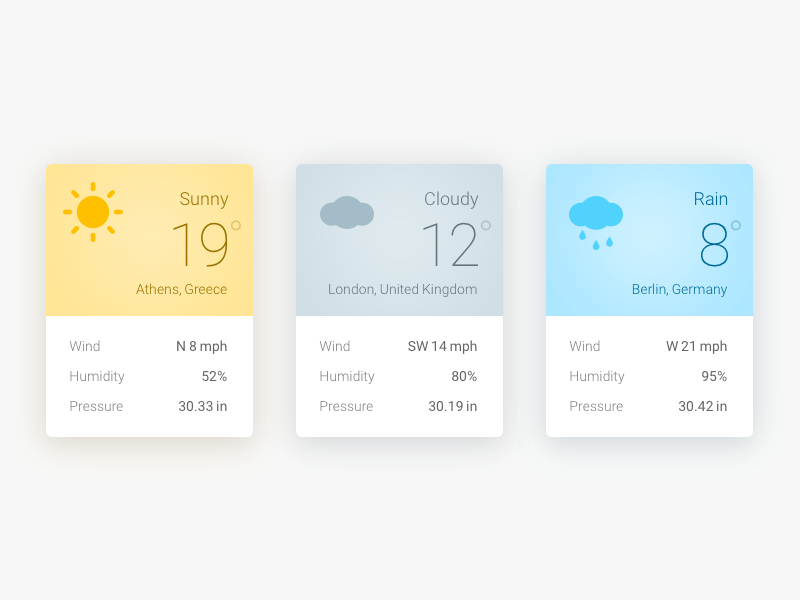 Sunny
19°
Athens, Greece
Wind N 8 mph
Humidity 52%
Pressure 30.33 in
Cloudy
12°
London, United Kingdom
Wind SW 14 mph
Humidity 80%
Pressure 30.19 in
Rain
8°
Berlin, Germany
Wind W 21 mph
Humidity 95%
Pressure 30.42 in